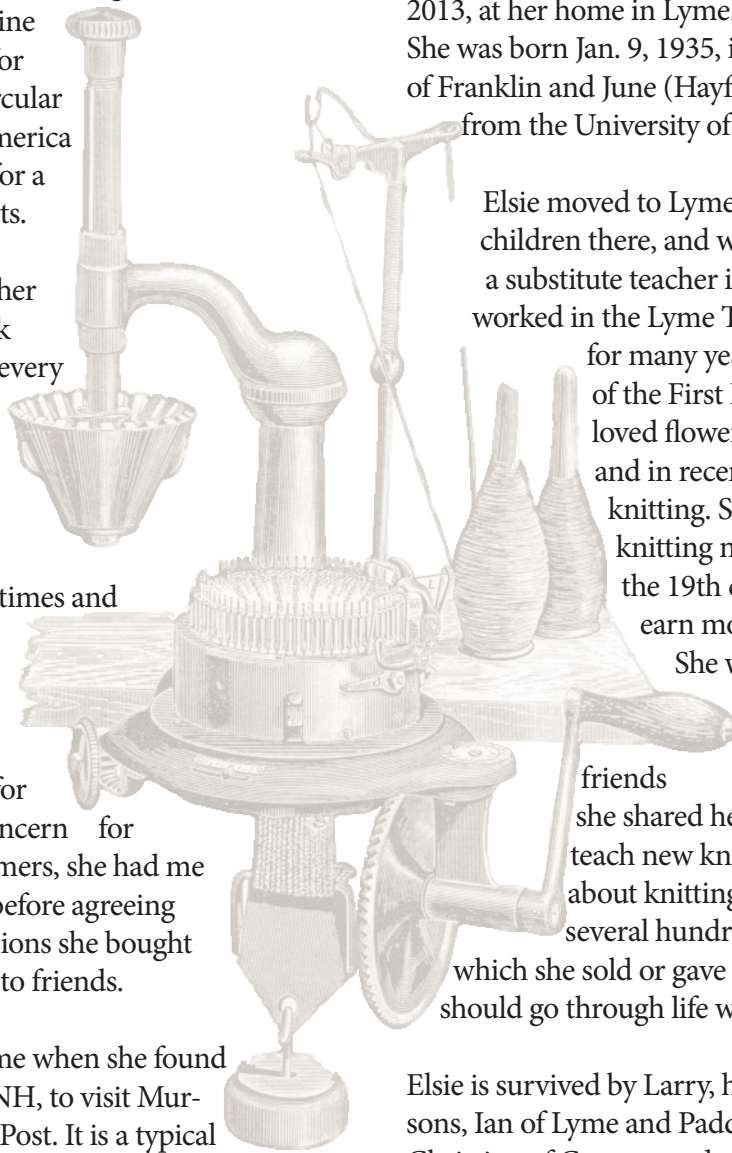 ine
for
rcular
merica
for a
ts.
her
k
every
times and
for
ncern for
mers, she had me
before agreeing
sions she bought
to friends.
me when she found
NH, to visit Mur-
Post. It is a typical
2013, at her home in Lyme.
She was born Jan. 9, 1935, i
of Franklin and June (Hayf
from the University of
Elsie moved to Lyme
children there, and w
a substitute teacher i
worked in the Lyme T
for many yea
of the First
loved flower
and in recen
knitting. S
knitting m
the 19th
earn mo
She w
friends
she shared he
teach new kn
about knitting
several hundr
which she sold or gave
should go through life w
Elsie is survived by Larry, h
sons, Ian of Lyme and Padd